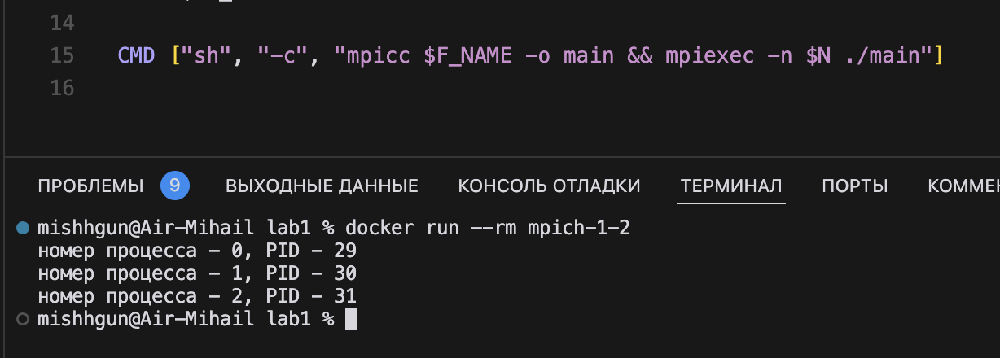 14
15 CMD ["sh", "-c", "mpicc $F_NAME -o main && mpiexec -n $N ./main"]
16
ПРОБЛЕМЫ 9 ВЫХОДНЫЕ ДАННЫЕ КОНСОЛЬ ОТЛАДКИ ТЕРМИНАЛ ПОРТЫ
mishhgun@Air-Mihail lab1 % docker run --rm mpich-1-2
номер процесса - 0, PID - 29
номер процесса - 1, PID - 30
номер процесса - 2, PID - 31
mishhgun@Air-Mihail lab1 %